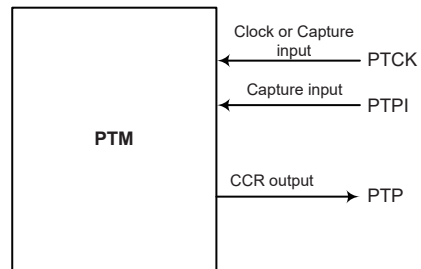 Clock or Capture
input
PTCK
Capture input
PTPI
PTM
CCR output
PTP